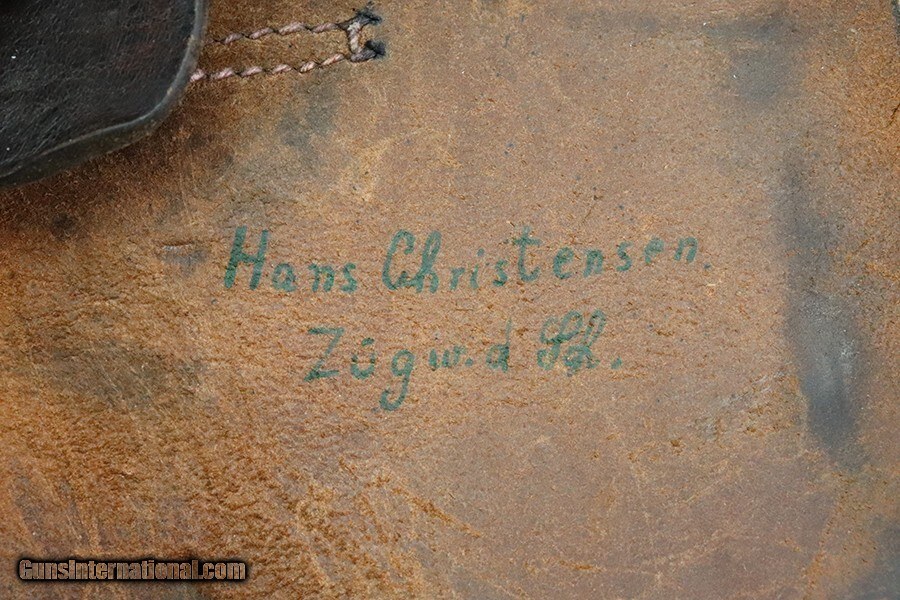 Hans Christensen.
Zügw. d Sch.
GunsInternational.com